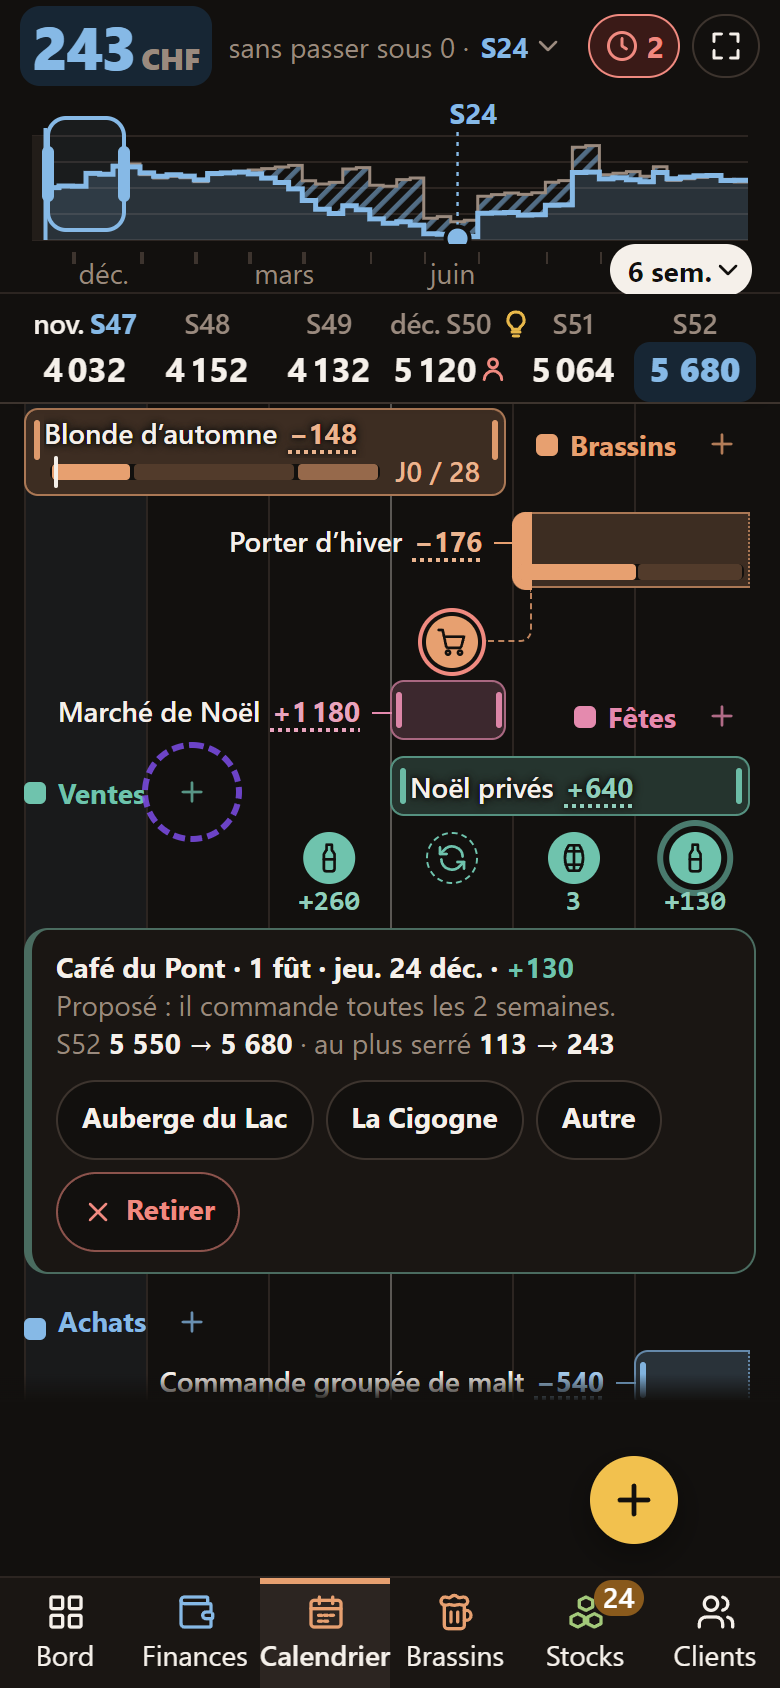 243 CHF sans passer sous 0 · S24 2
S24
déc. mars juin 6 sem.
nov. S47 S48 S49 déc. S50 S51 S52
4 032 4 152 4 132 5 120 5 064 5 680
Blonde d’automne −148
J0 / 28
Brassins +
Porter d’hiver −176
Marché de Noël +1 180
Fêtes +
Ventes +
Noël privés +640
+260 3 +130
Café du Pont · 1 fût · jeu. 24 déc. · +130
Proposé : il commande toutes les 2 semaines.
S52 5 550 → 5 680 · au plus serré 113 → 243
Auberge du Lac La Cigogne Autre
Retirer
Achats +
Commande groupée de malt −540
24
Bord Finances Calendrier Brassins Stocks Clients